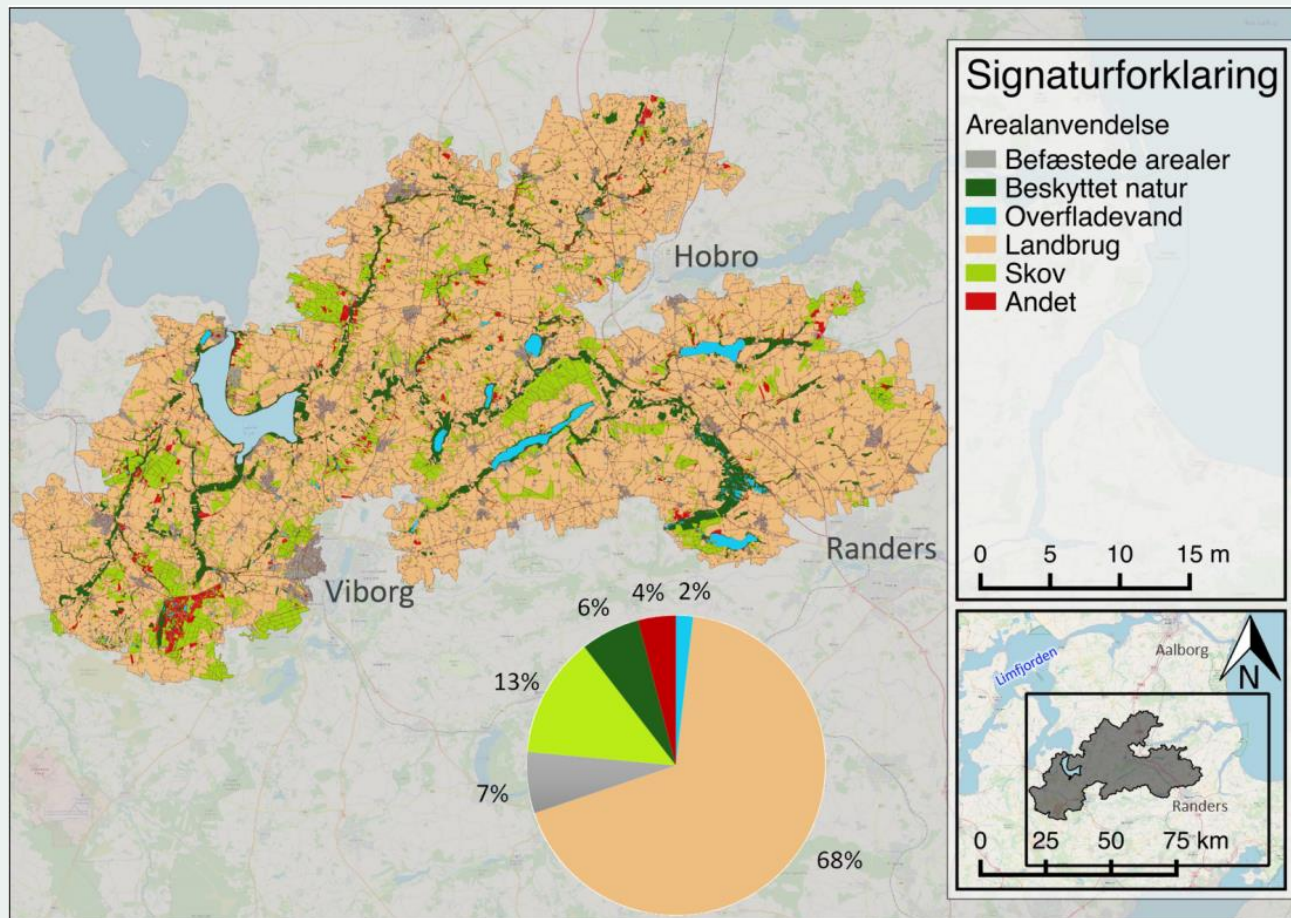 Signaturforklaring
Arealanvendelse
Befæstede arealer
Beskyttet natur
Overfladevand
Landbrug
Skov
Andet
0 5 10 15 m
Hobro
Randers
Viborg
6%
4%
2%
13%
7%
68%
Limfjorden
Aalborg
N
Randers
0 25 50 75 km